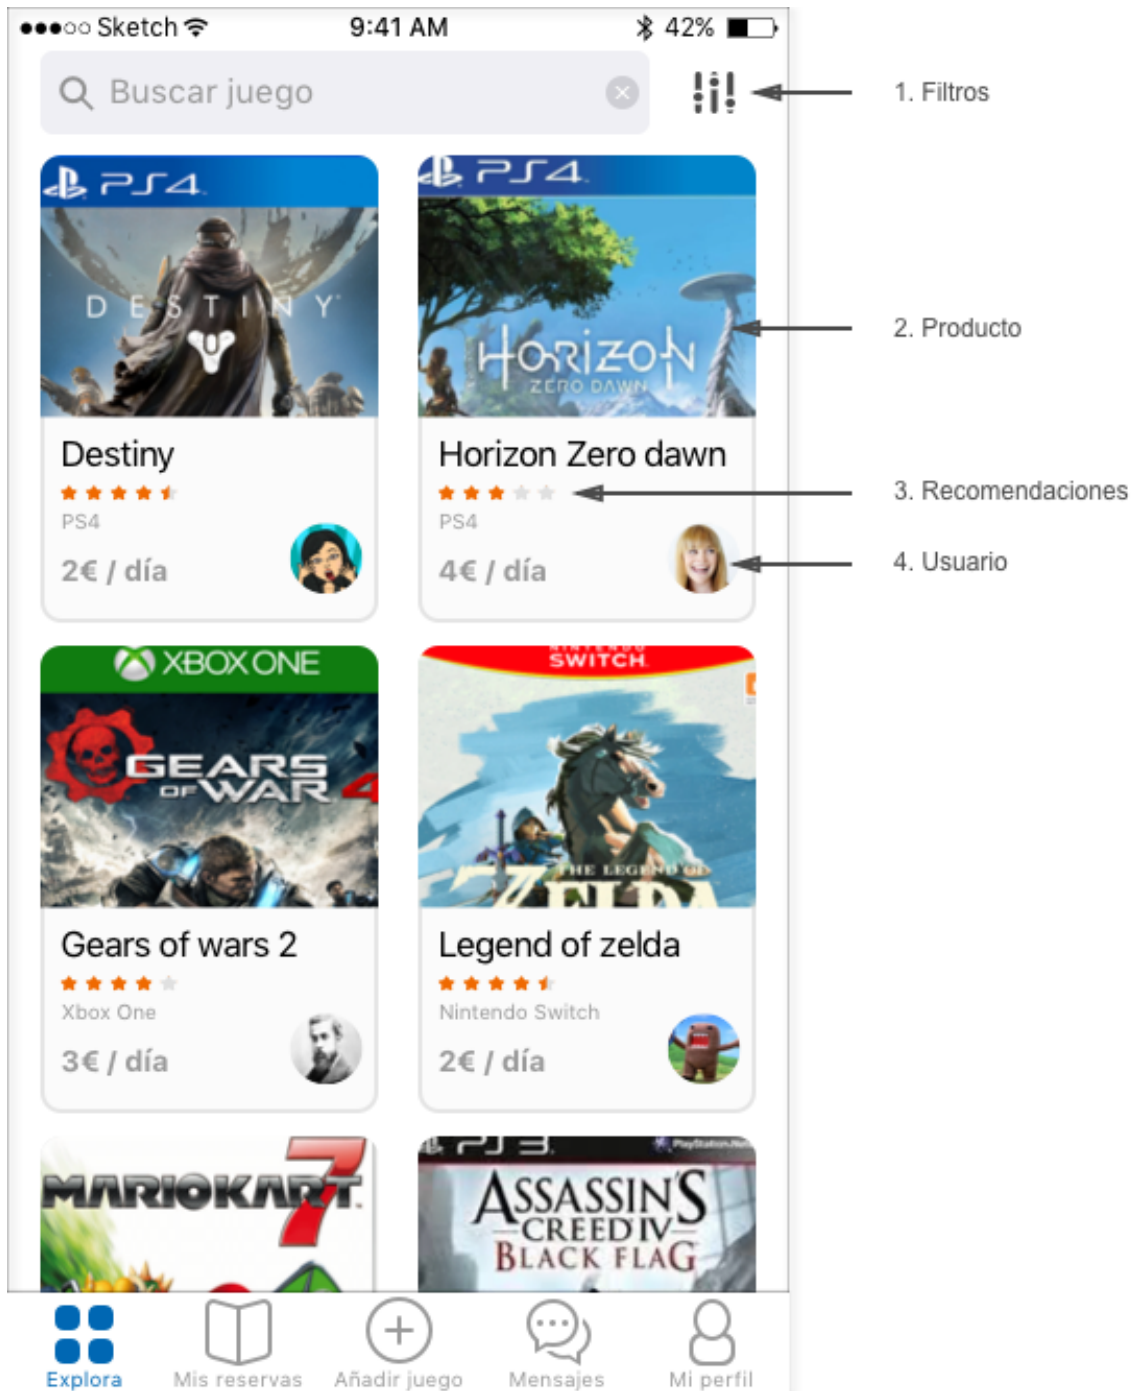 Sketch 9:41 AM 42%
Buscar juego
1. Filtros
PS4 PS4
DESTINY
HORIZON
ZERO DAWN
2. Producto
Destiny Horizon Zero dawn
3. Recomendaciones
PS4 PS4
2€ / día 4€ / día
4. Usuario
XBOX ONE
NINTENDO
SWITCH
GEARS
OF WAR 4
THE LEGEND OF
ZELDA
Gears of wars 2 Legend of zelda
Xbox One Nintendo Switch
3€ / día 2€ / día
PS3
MARIOKART 7
ASSASSIN'S
CREED IV
BLACK FLAG
Explora Mis reservas Añadir juego Mensajes Mi perfil